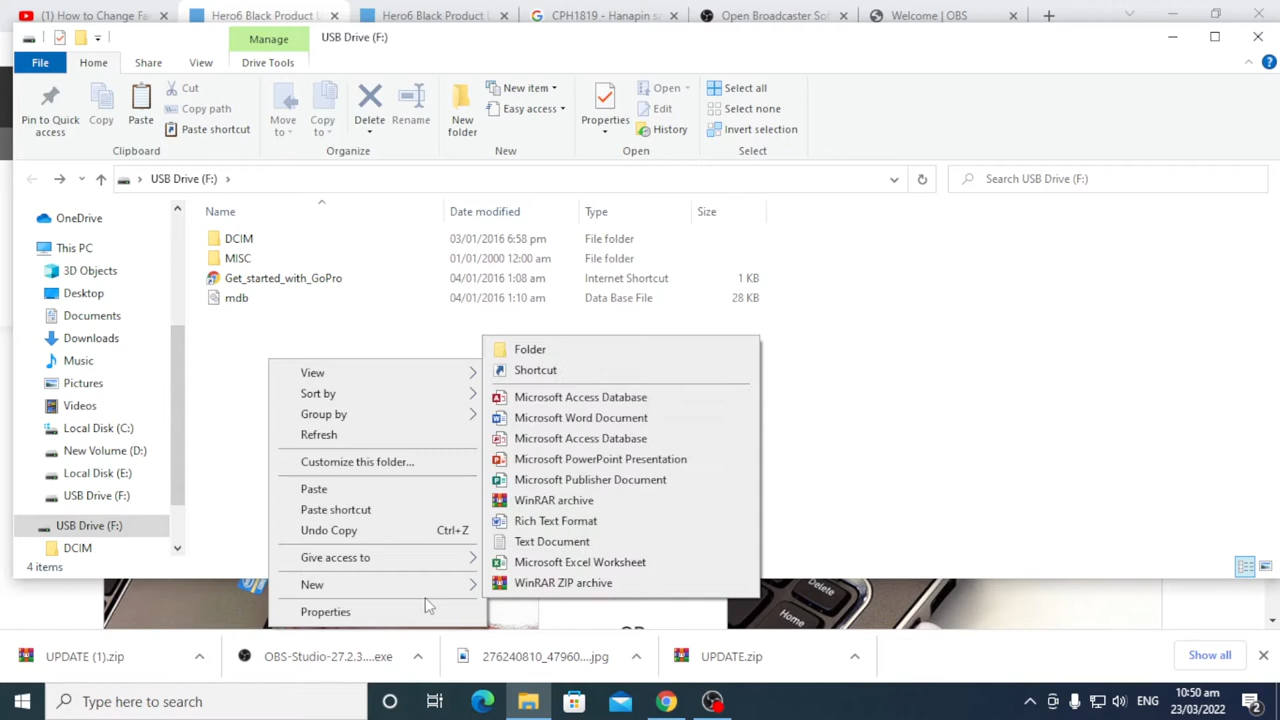 (1) How to Change Fa
Hero6 Black Product U
Hero6 Black Product U
CPH1819 - Hanapin sa
Open Broadcaster Sof
Welcome | OBS
Manage
USB Drive (F:)
File
Home
Share
View
Drive Tools
Pin to Quick access
Copy
Paste
Cut
Copy path
Paste shortcut
Move to
Copy to
Delete
Rename
New folder
New item
Easy access
Properties
Open
Edit
History
Select all
Select none
Invert selection
Clipboard
Organize
New
Open
Select
USB Drive (F:)
Search USB Drive (F:)
Name
Date modified
Type
Size
DCIM 03/01/2016 6:58 pm File folder
MISC 01/01/2000 12:00 am File folder
Get_started_with_GoPro 04/01/2016 1:08 am Internet Shortcut 1 KB
mdb 04/01/2016 1:10 am Data Base File 28 KB
OneDrive
This PC
3D Objects
Desktop
Documents
Downloads
Music
Pictures
Videos
Local Disk (C:)
New Volume (D:)
Local Disk (E:)
USB Drive (F:)
USB Drive (F:)
DCIM
4 items
View
Sort by
Group by
Refresh
Customize this folder...
Paste
Paste shortcut
Undo Copy Ctrl+Z
Give access to
New
Properties
Folder
Shortcut
Microsoft Access Database
Microsoft Word Document
Microsoft Access Database
Microsoft PowerPoint Presentation
Microsoft Publisher Document
WinRAR archive
Rich Text Format
Text Document
Microsoft Excel Worksheet
WinRAR ZIP archive
Delete
Home
UPDATE (1).zip
OBS-Studio-27.2.3....exe
276240810_47960....jpg
UPDATE.zip
Show all
Type here to search
ENG
10:50 am
23/03/2022
2